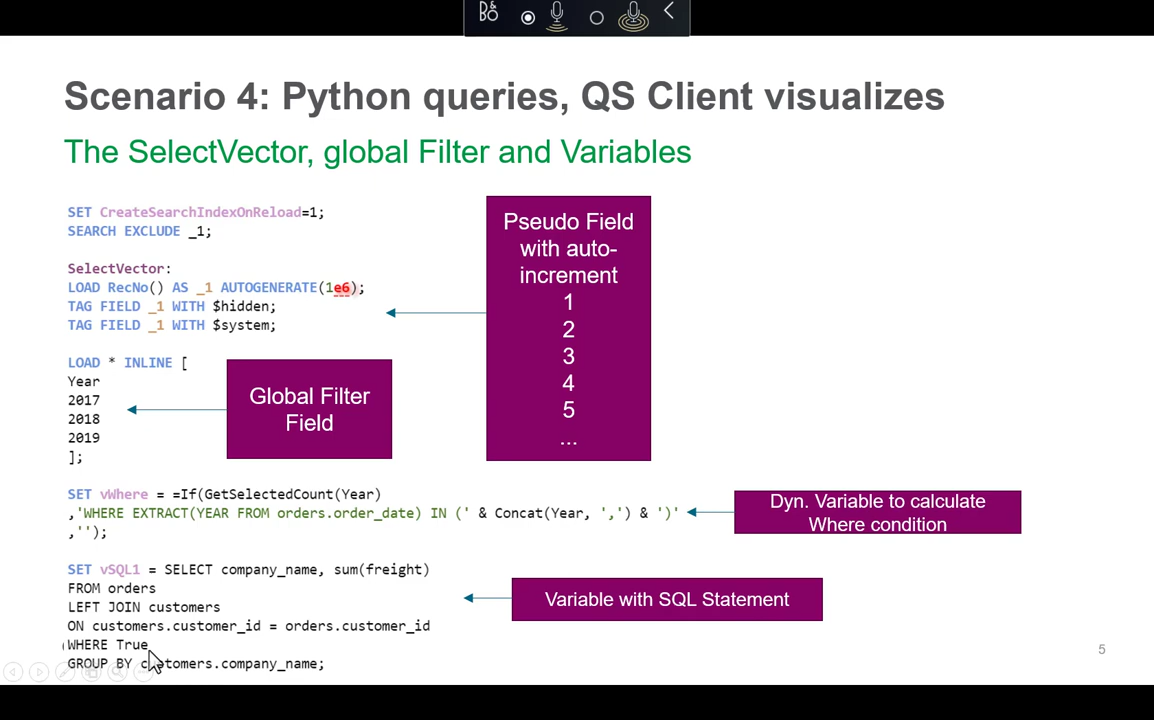 Scenario 4: Python queries, QS Client visualizes
The SelectVector, global Filter and Variables
SET CreateSearchIndexOnReload=1;
SEARCH EXCLUDE _1;
SelectVector:
LOAD RecNo() AS _1 AUTOGENERATE(1e6);
TAG FIELD _1 WITH $hidden;
TAG FIELD _1 WITH $system;
LOAD * INLINE [
Year
2017
2018
2019
];
SET vWhere = =If(GetSelectedCount(Year)
,'WHERE EXTRACT(YEAR FROM orders.order_date) IN (' & Concat(Year, ',') & ')'
,'');
SET vSQL1 = SELECT company_name, sum(freight)
FROM orders
LEFT JOIN customers
ON customers.customer_id = orders.customer_id
WHERE True
GROUP BY customers.company_name;
Pseudo Field
with auto-
increment
1
2
3
4
5
...
Global Filter
Field
Dyn. Variable to calculate
Where condition
Variable with SQL Statement
5